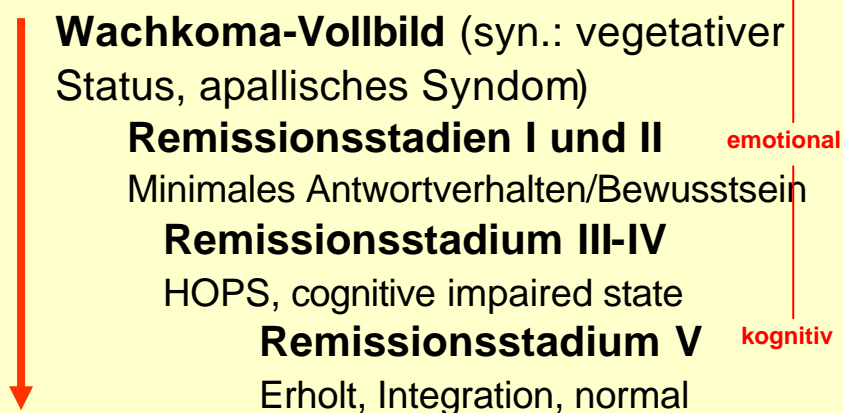 Wachkoma-Vollbild (syn.: vegetativer
Status, apallisches Syndom)
Remissionsstadien I und II
emotional
Minimales Antwortverhalten/Bewusstsein
Remissionsstadium III-IV
HOPS, cognitive impaired state
Remissionsstadium V
kognitiv
Erholt, Integration, normal